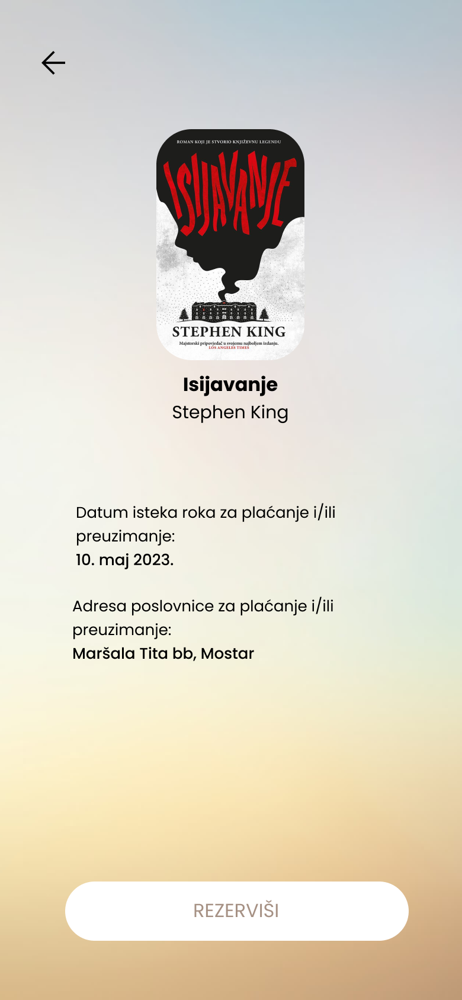 ROMAN KOJI JE STVORIO KNJIŽEVNU LEGENDU
ISIJAVANJE
STEPHEN KING
Majstorski pripovjedač u svojemu najboljem izdanju.
LOS ANGELES TIMES
Isijavanje
Stephen King
Datum isteka roka za plaćanje i/ili
preuzimanje:
10. maj 2023.
Adresa poslovnice za plaćanje i/ili
preuzimanje:
Maršala Tita bb, Mostar
REZERVIŠI